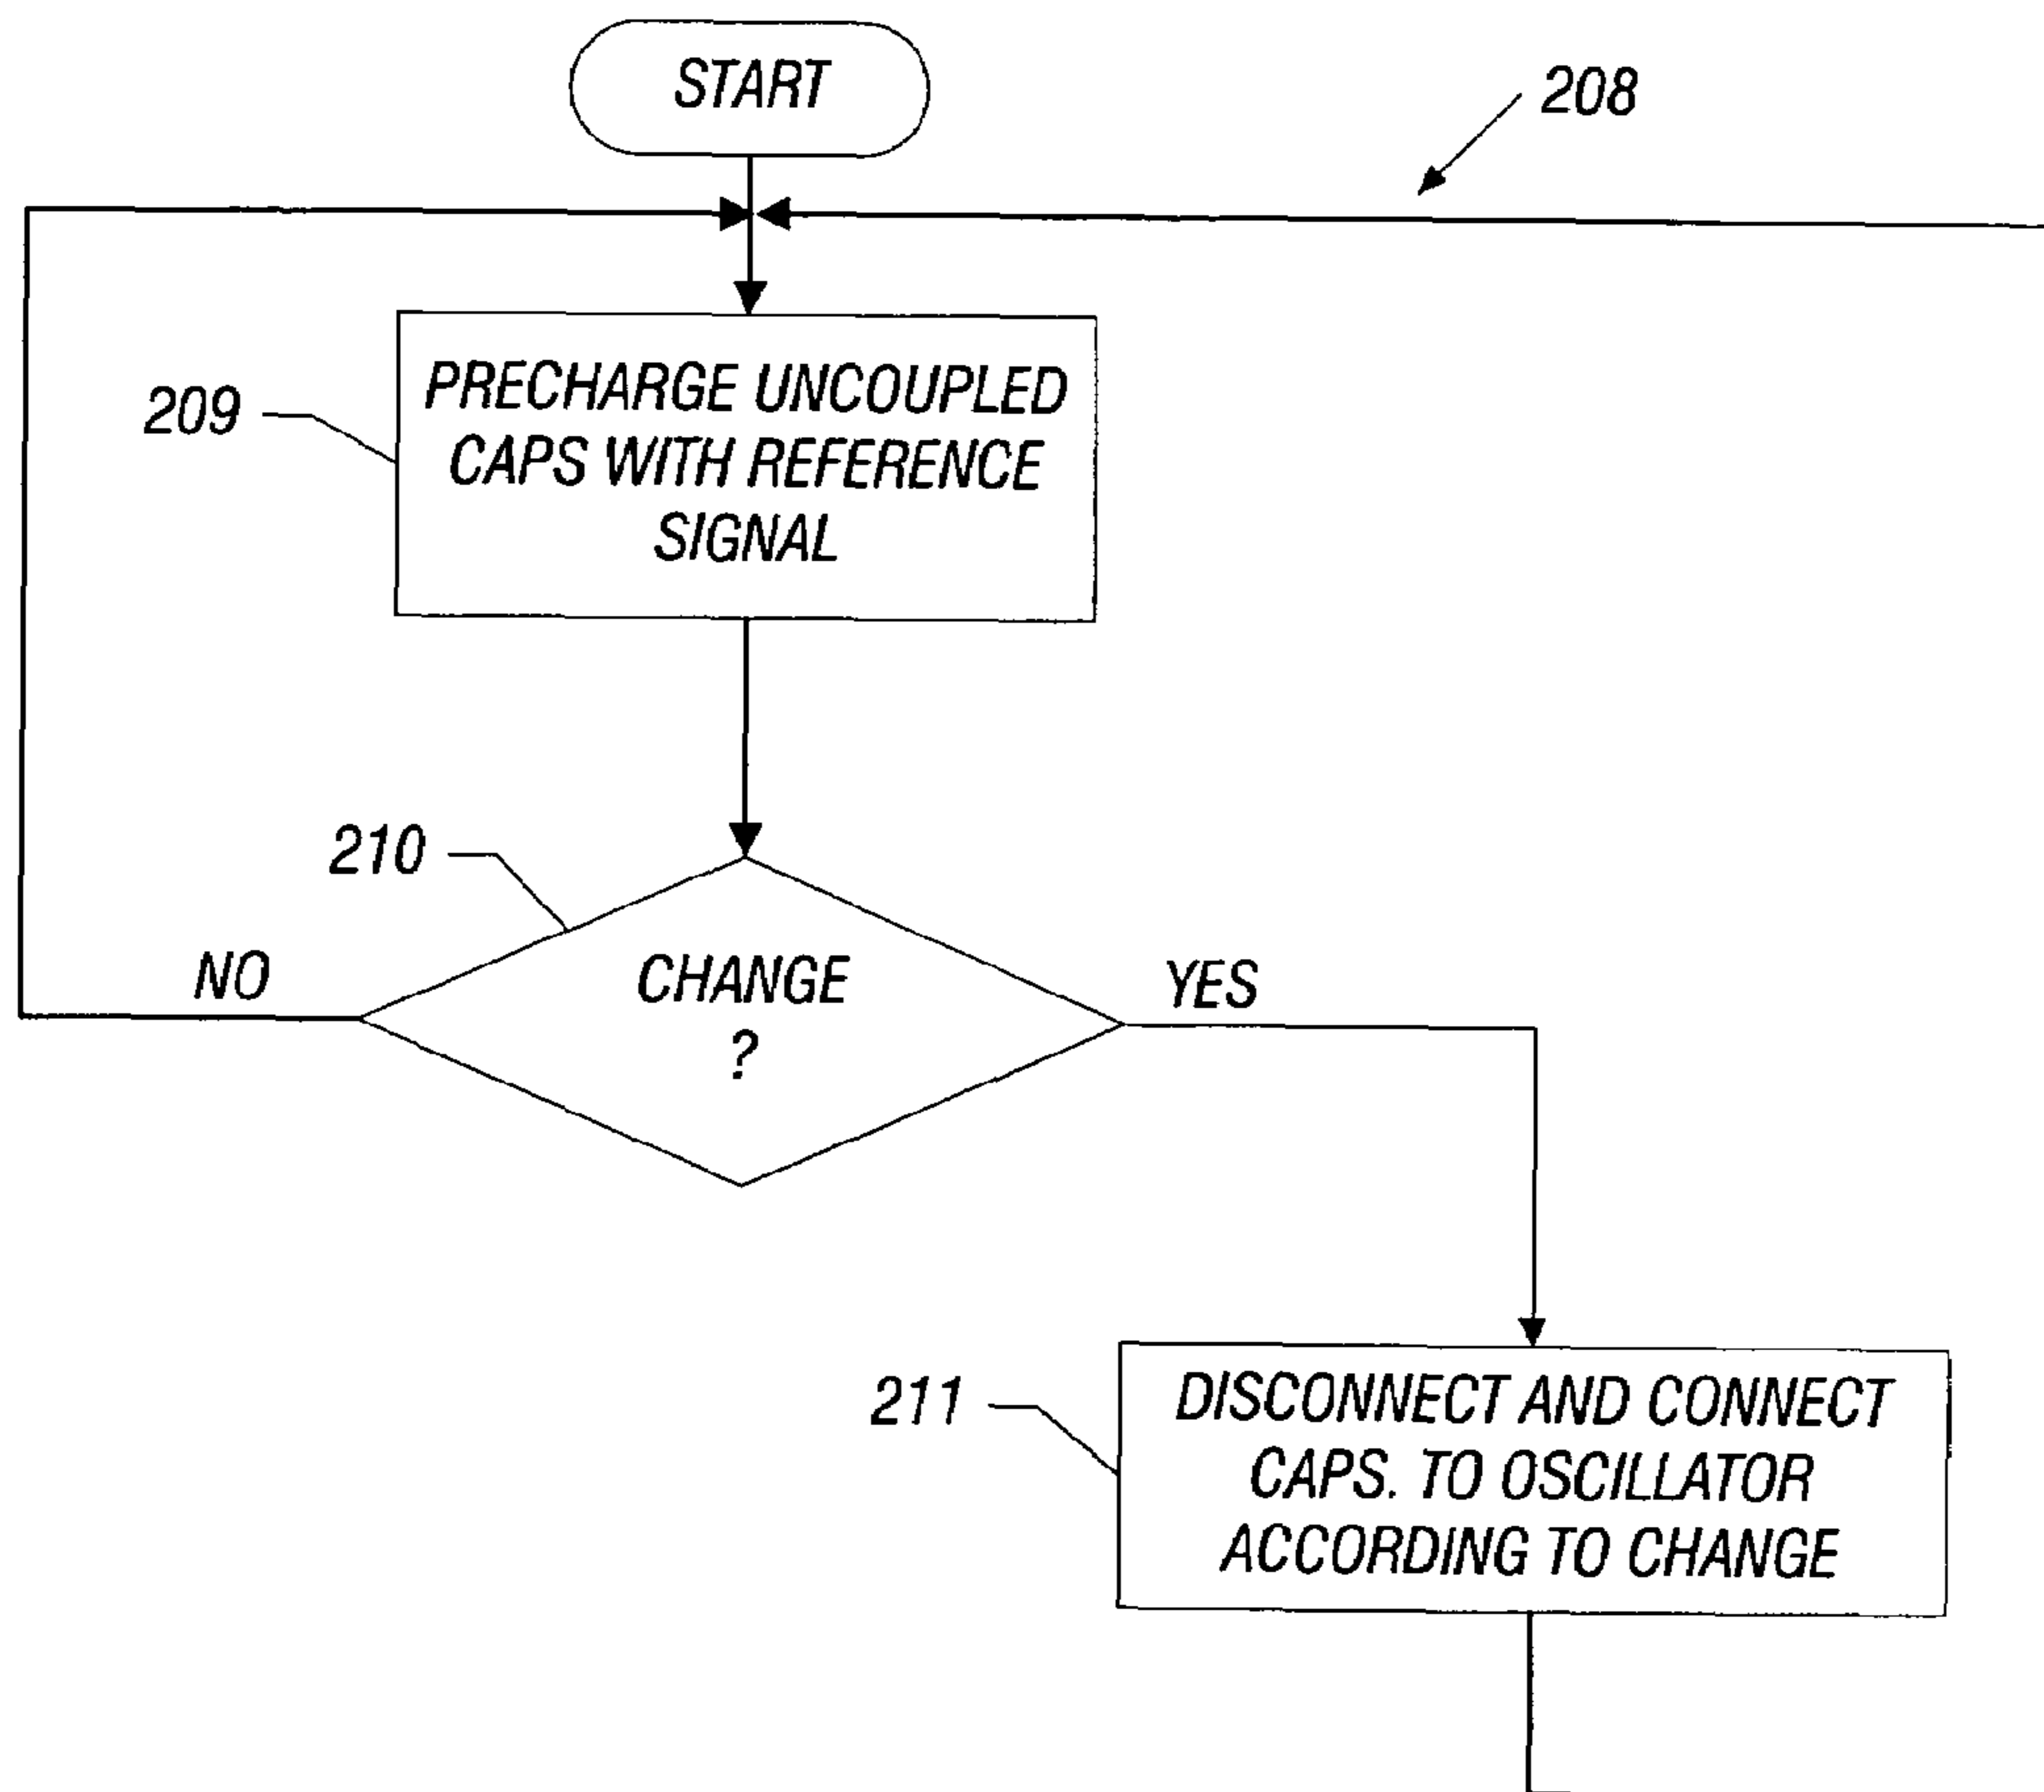 START
208
PRECHARGE UNCOUPLED
CAPS WITH REFERENCE
SIGNAL
209
210
CHANGE
?
NO
YES
211
DISCONNECT AND CONNECT
CAPS. TO OSCILLATOR
ACCORDING TO CHANGE